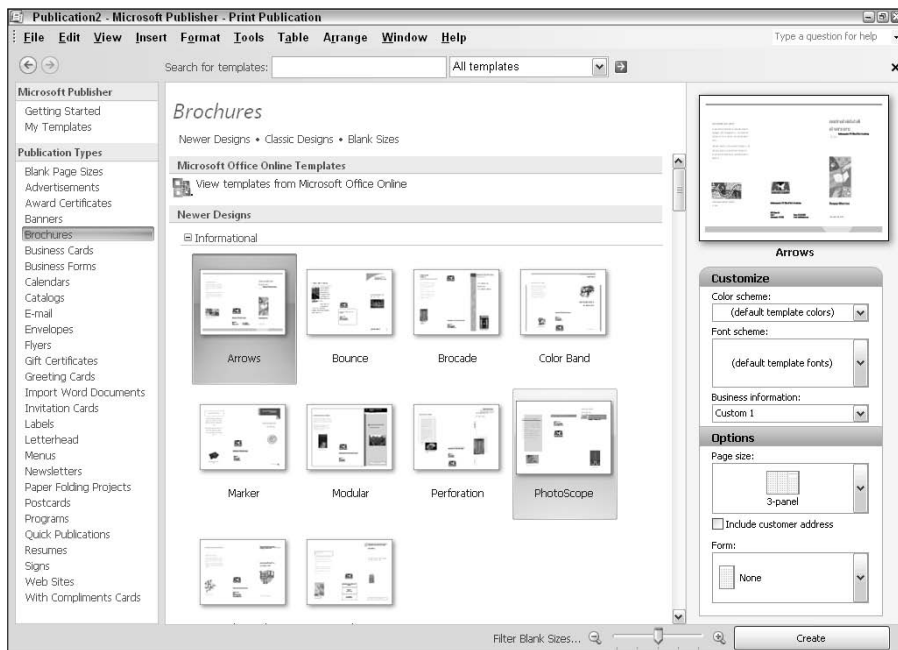 Publication2 - Microsoft Publisher - Print Publication
File Edit View Insert Format Tools Table Arrange Window Help
Type a question for help
Search for templates:
All templates
Microsoft Publisher
Getting Started
My Templates
Publication Types
Blank Page Sizes
Advertisements
Award Certificates
Banners
Brochures
Business Cards
Business Forms
Calendars
Catalogs
E-mail
Envelopes
Flyers
Gift Certificates
Greeting Cards
Import Word Documents
Invitation Cards
Labels
Letterhead
Menus
Newsletters
Paper Folding Projects
Postcards
Programs
Quick Publications
Resumes
Signs
Web Sites
With Compliments Cards
Brochures
Newer Designs • Classic Designs • Blank Sizes
Microsoft Office Online Templates
View templates from Microsoft Office Online
Newer Designs
Informational
Arrows
Bounce
Brocade
Color Band
Marker
Modular
Perforation
PhotoScope
Arrows
Customize
Color scheme:
(default template colors)
Font scheme:
(default template fonts)
Business information:
Custom 1
Options
Page size:
3-panel
Include customer address
Form:
None
Filter Blank Sizes...
Create